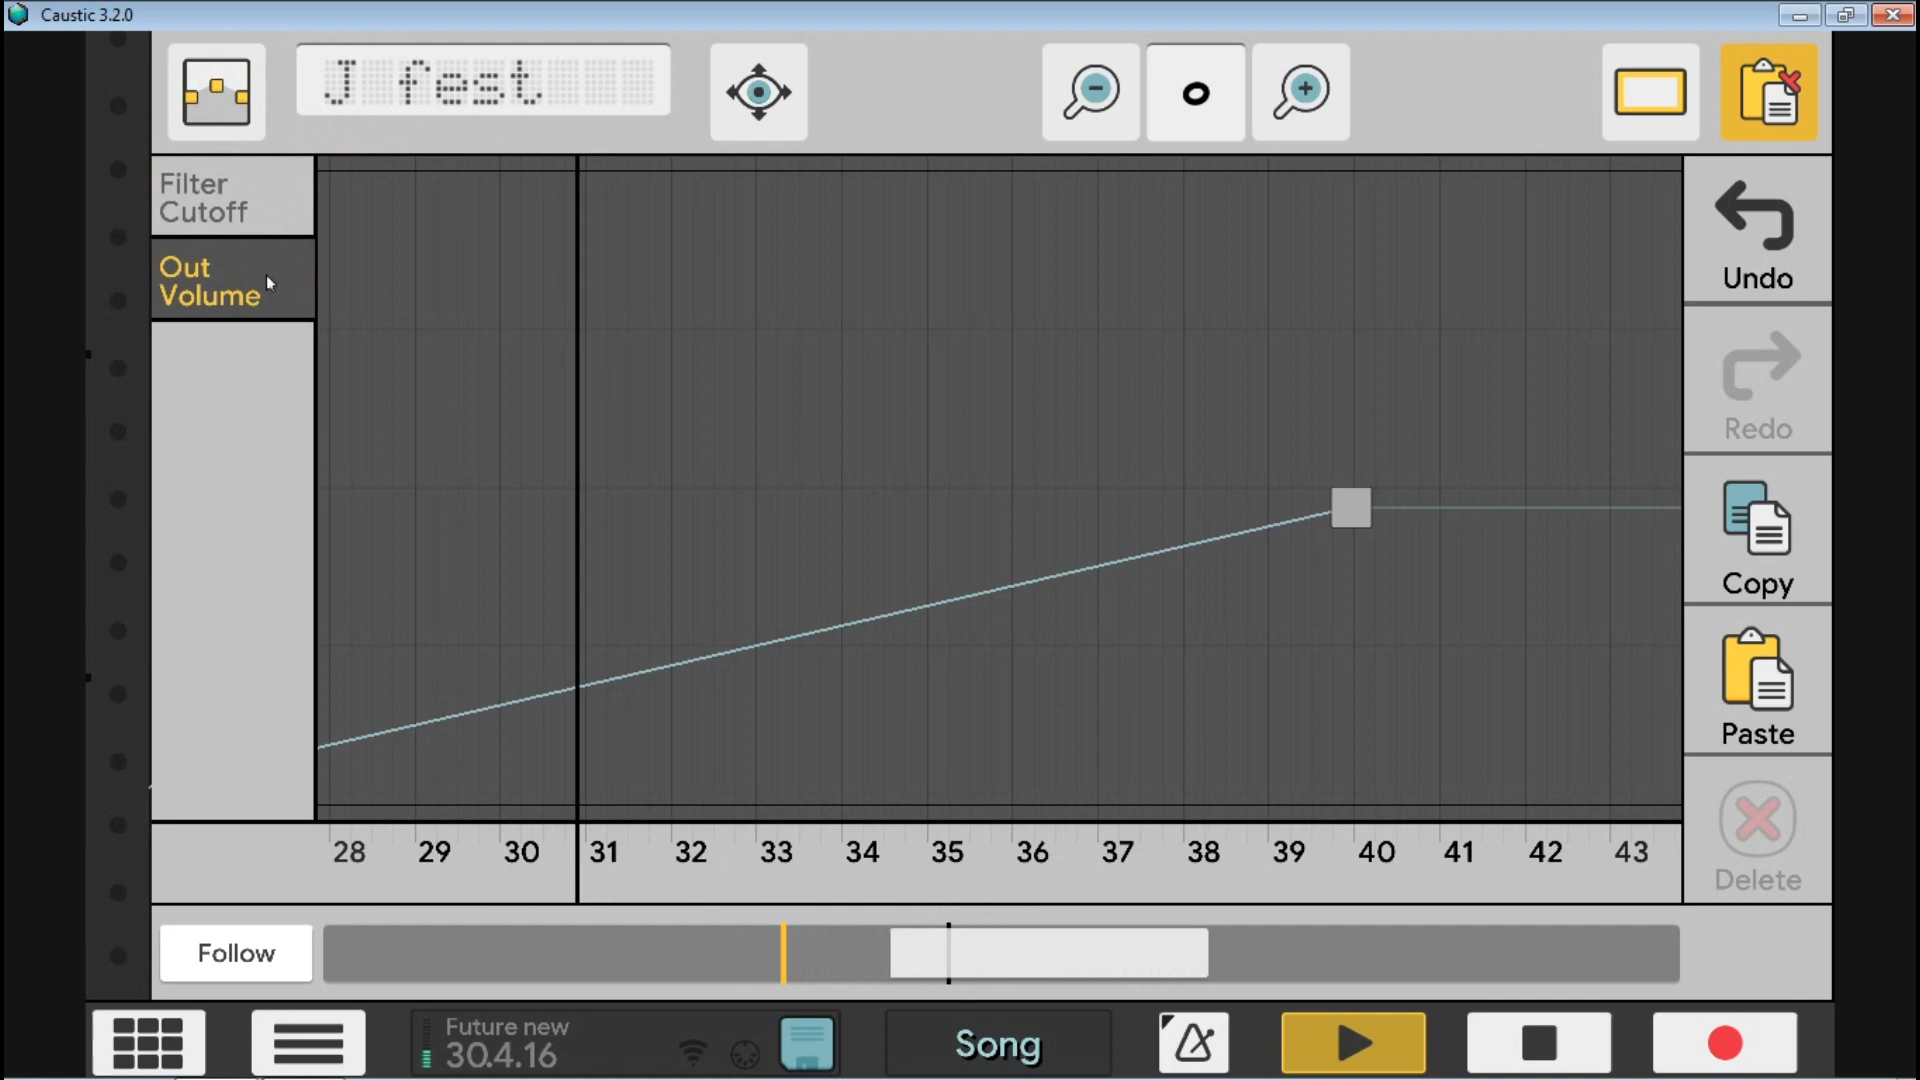 Caustic 3.2.0
J fest
Filter
Cutoff
Out
Volume
Undo
Redo
Copy
Paste
Delete
28 29 30 31 32 33 34 35 36 37 38 39 40 41 42 43
Follow
Future new
30.4.16
Song